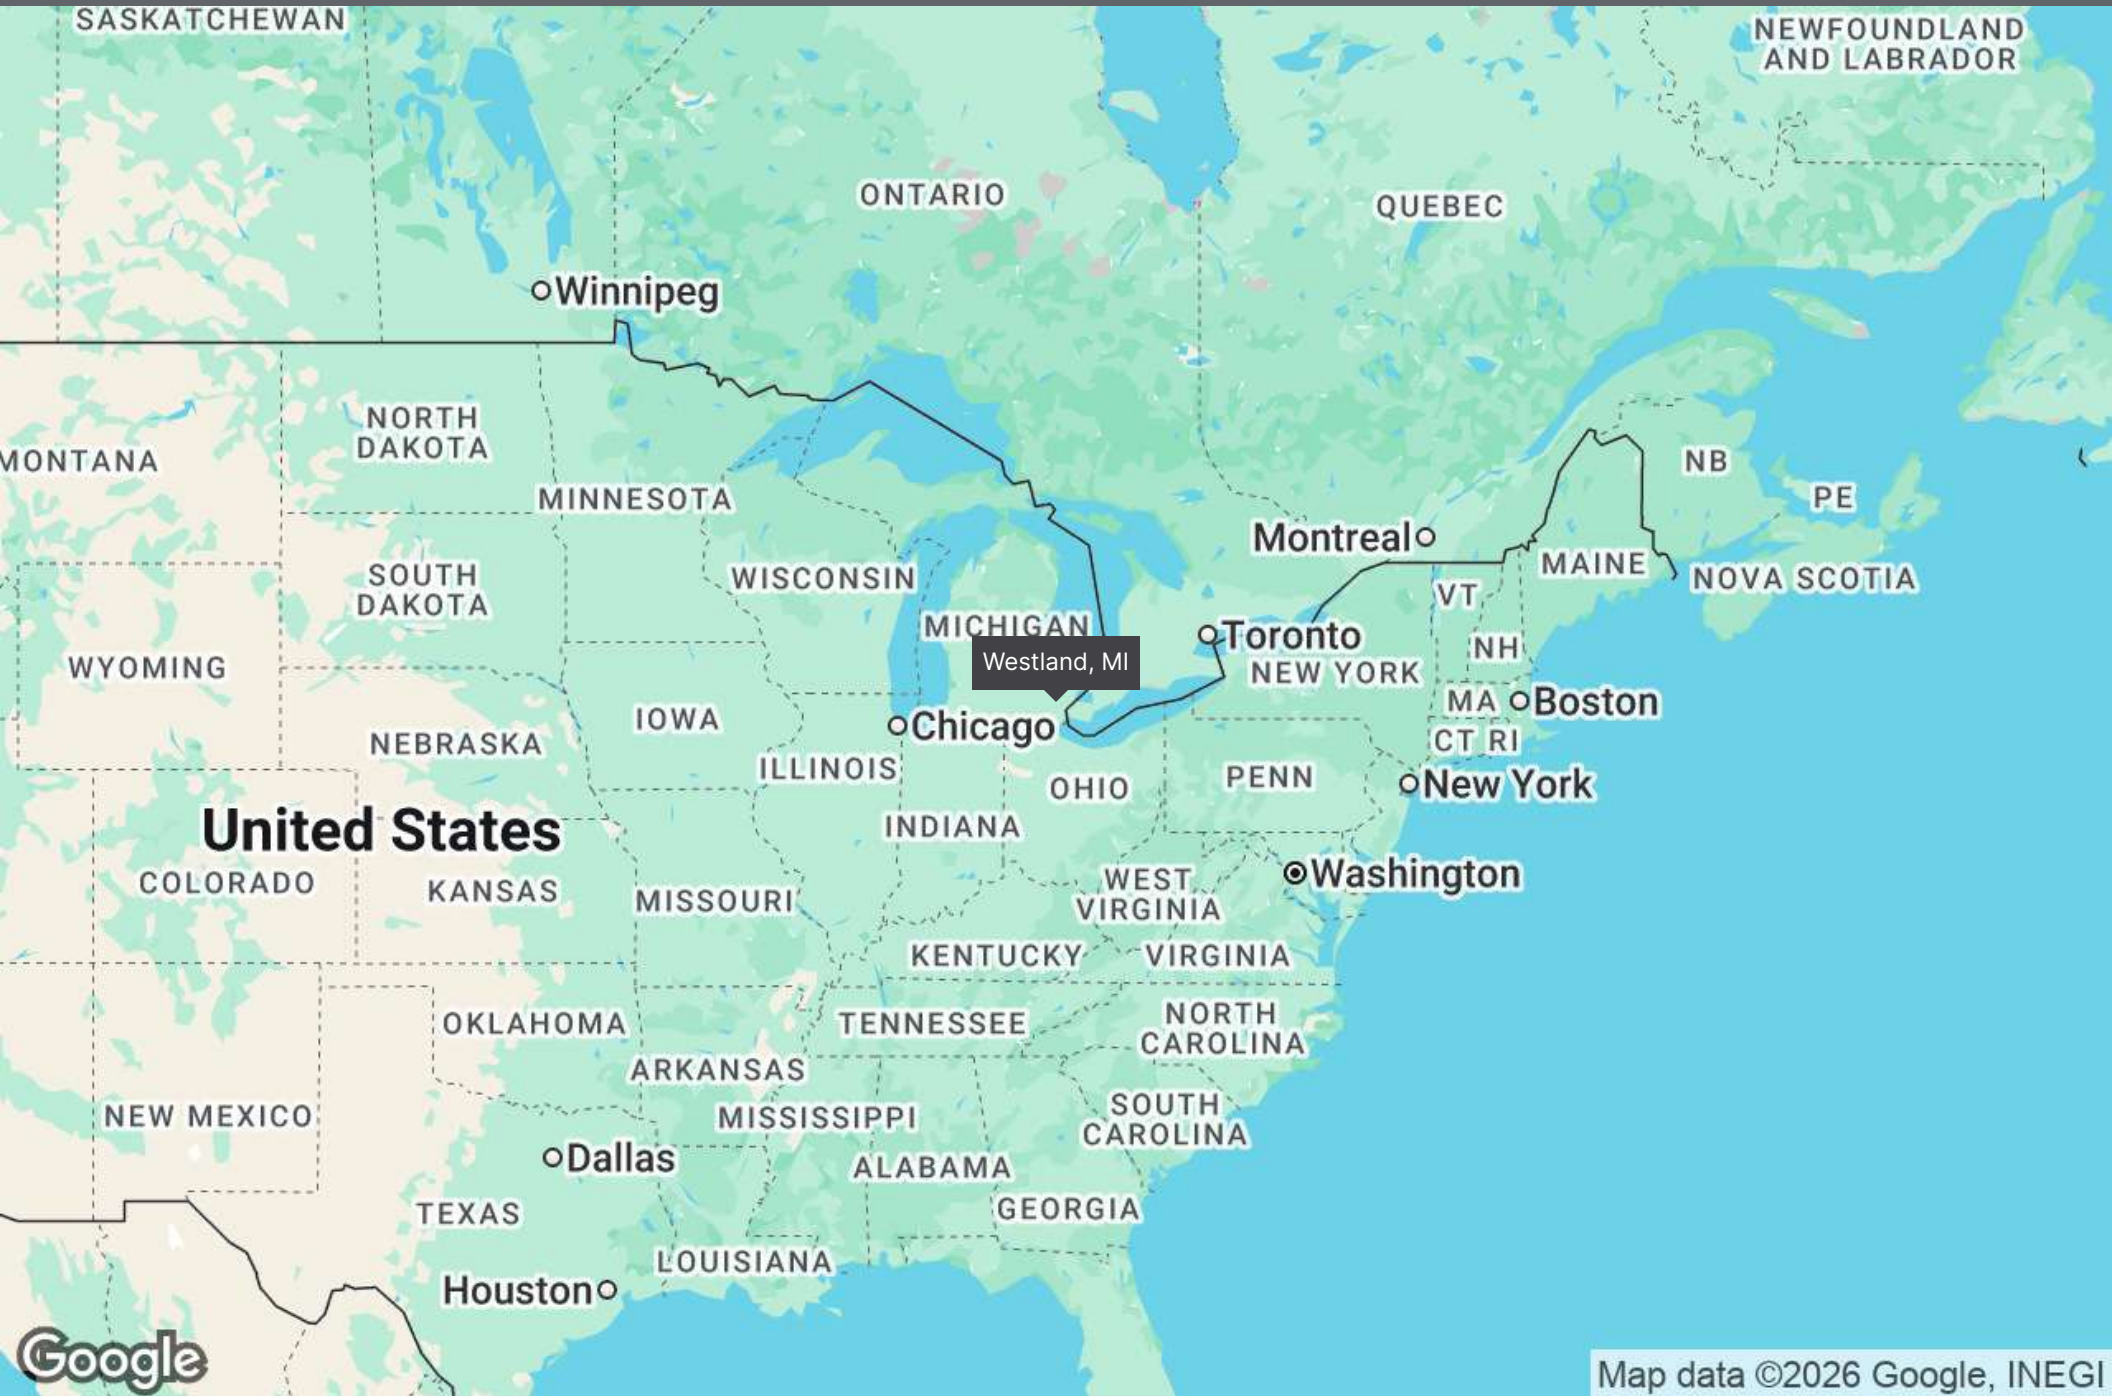 SASKATCHEWAN
NEWFOUNDLAND
AND LABRADOR
ONTARIO
QUEBEC
Winnipeg
NORTH
DAKOTA
MONTANA
NB
MINNESOTA
PE
Montreal
MAINE
SOUTH
DAKOTA
WISCONSIN
NOVA SCOTIA
VT
MICHIGAN
Toronto
NH
Westland, MI
WYOMING
NEW YORK
MA
Boston
IOWA
Chicago
NEBRASKA
CT RI
ILLINOIS
OHIO
PENN
New York
United States
INDIANA
COLORADO
KANSAS
MISSOURI
WEST
VIRGINIA
Washington
KENTUCKY
VIRGINIA
OKLAHOMA
TENNESSEE
NORTH
CAROLINA
ARKANSAS
NEW MEXICO
MISSISSIPPI
SOUTH
CAROLINA
Dallas
ALABAMA
TEXAS
GEORGIA
LOUISIANA
Houston
Google
Map data ©2026 Google, INEGI